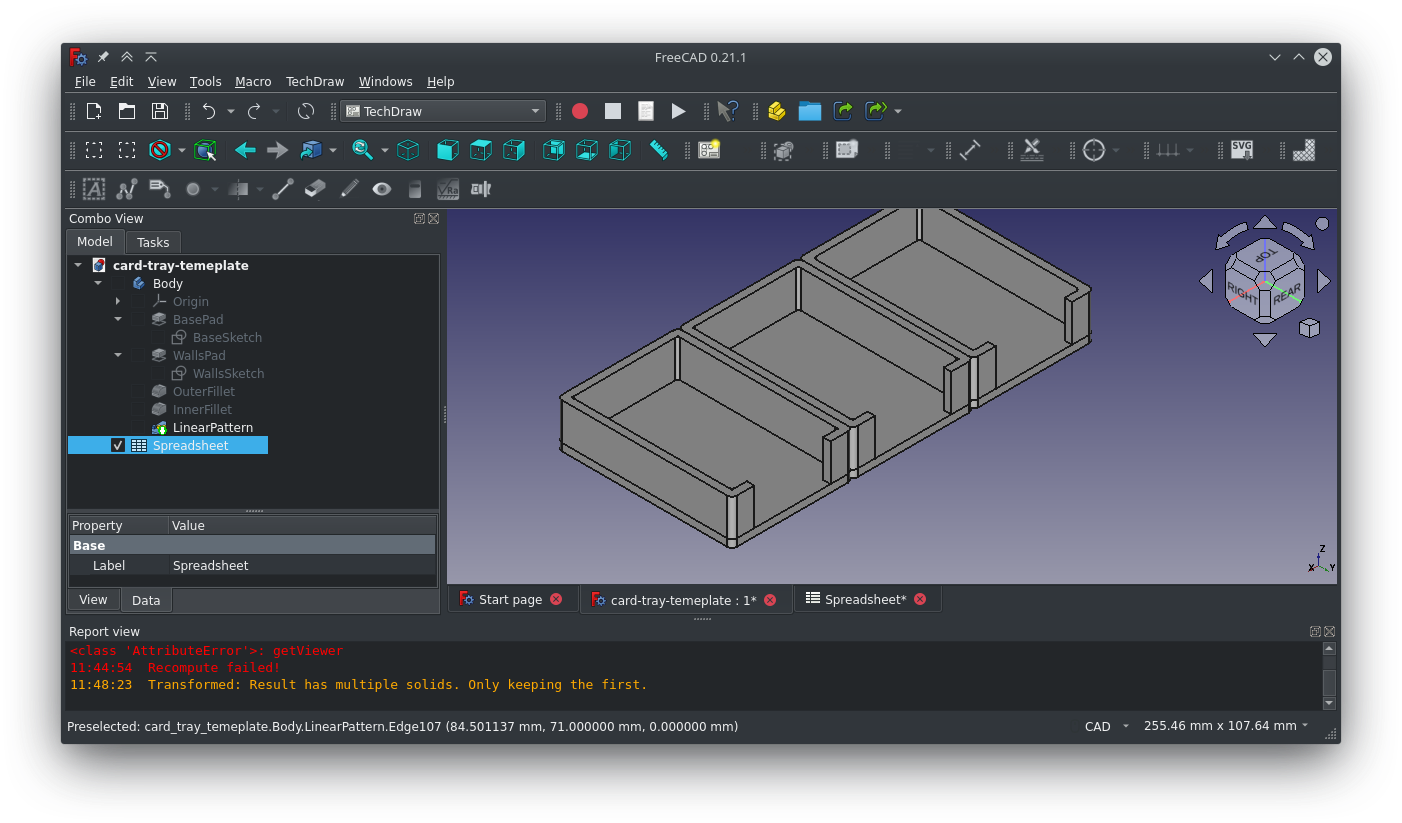 FreeCAD 0.21.1
File Edit View Tools Macro TechDraw Windows Help
TechDraw
SVG
A Ra
Combo View
Model Tasks
card-tray-temeplate
Body
Origin
BasePad
BaseSketch
WallsPad
WallsSketch
OuterFillet
InnerFillet
LinearPattern
Spreadsheet
TOP
RIGHT REAR
Z
X Y
Property Value
Base
Label Spreadsheet
View Data
Start page card-tray-temeplate : 1* Spreadsheet*
Report view
<class 'AttributeError'>: getViewer
11:44:54 Recompute failed!
11:48:23 Transformed: Result has multiple solids. Only keeping the first.
Preselected: card_tray_temeplate.Body.LinearPattern.Edge107 (84.501137 mm, 71.000000 mm, 0.000000 mm) CAD 255.46 mm x 107.64 mm